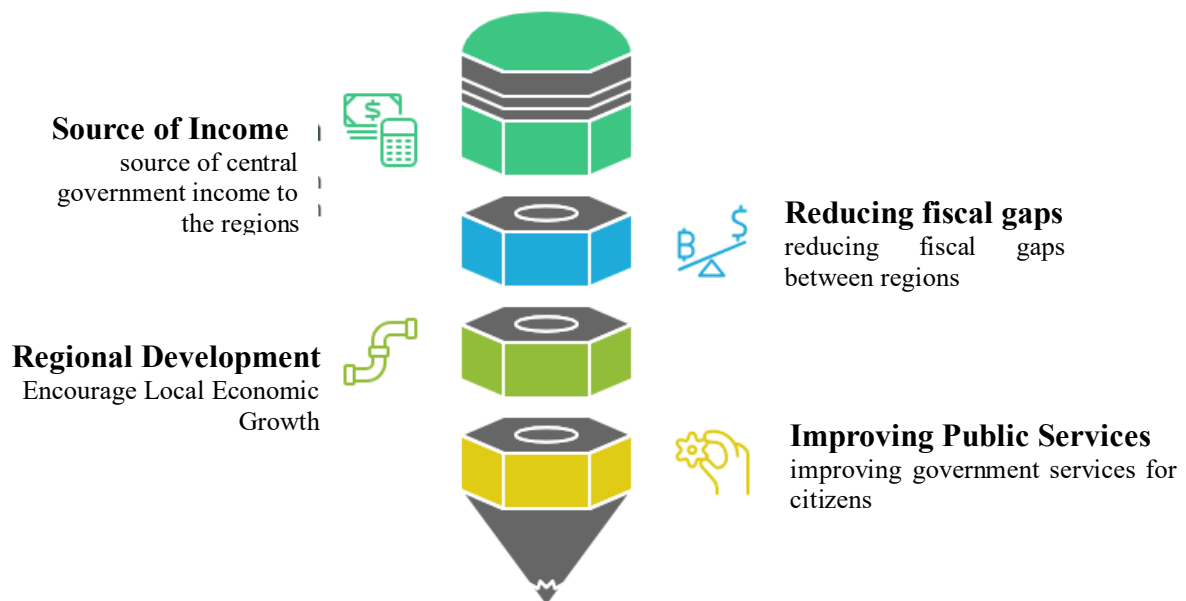 Source of Income
source of central
government income to
the regions
Reducing fiscal gaps
reducing fiscal gaps
between regions
Regional Development
Encourage Local Economic
Growth
Improving Public Services
improving government services for
citizens